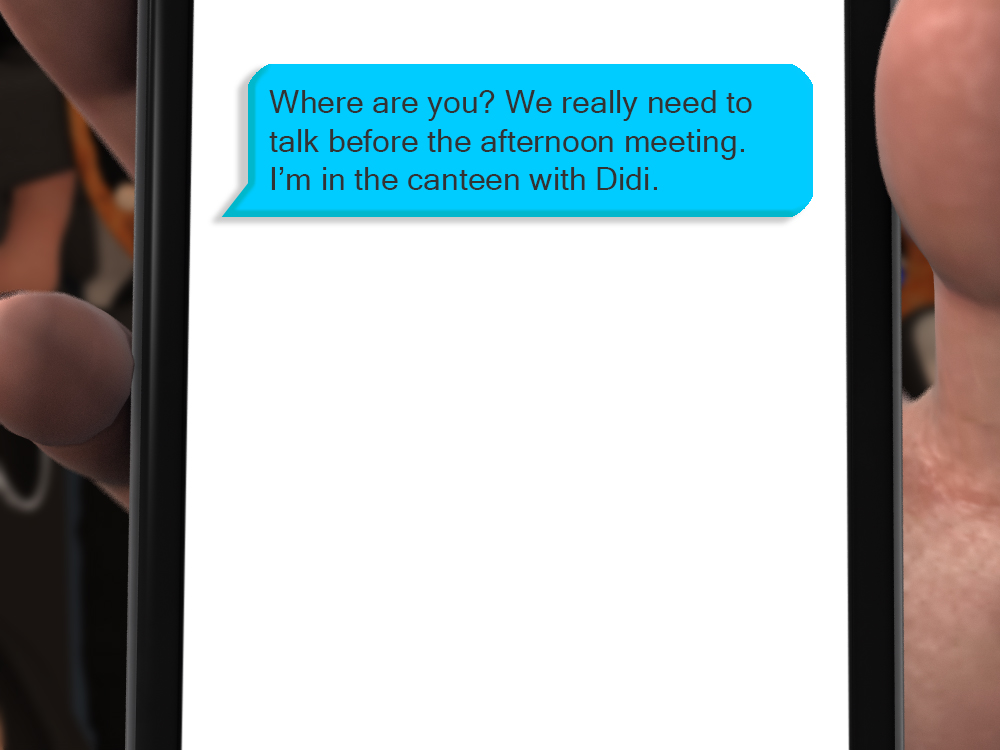 Where are you? We really need to
talk before the afternoon meeting.
I’m in the canteen with Didi.